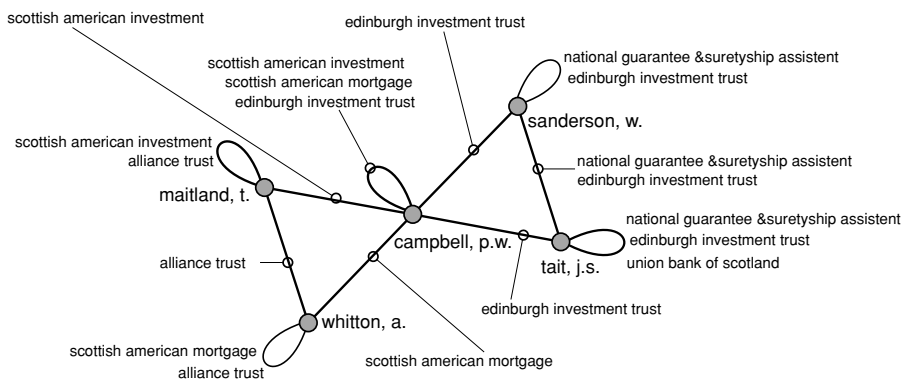 scottish american investment
edinburgh investment trust
scottish american investment
scottish american mortgage
edinburgh investment trust
national guarantee &suretyship assistent
edinburgh investment trust
sanderson, w.
scottish american investment
alliance trust
maitland, t.
national guarantee &suretyship assistent
edinburgh investment trust
campbell, p.w.
national guarantee &suretyship assistent
edinburgh investment trust
union bank of scotland
tait, j.s.
alliance trust
edinburgh investment trust
whitton, a.
scottish american mortgage
alliance trust
scottish american mortgage